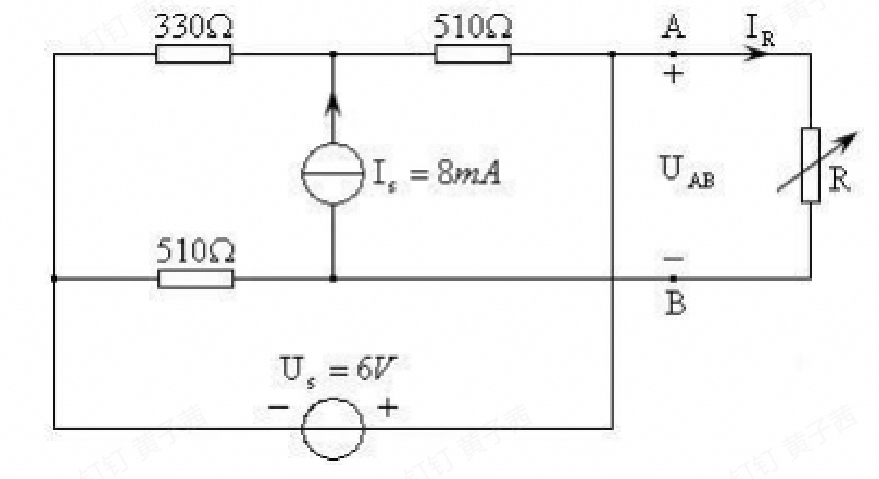 330Ω
510Ω
A
I_R
+
I_s = 8mA
U_AB
R
510Ω
−
B
U_s = 6V
− +